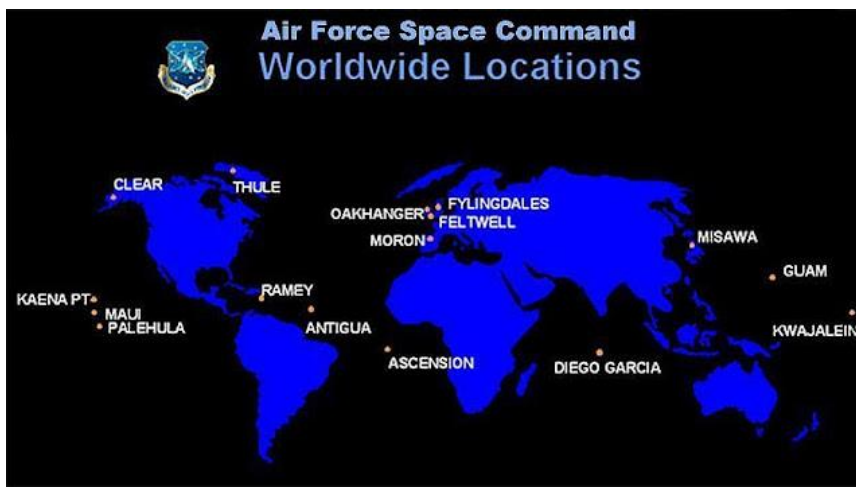 Air Force Space Command
Worldwide Locations
CLEAR
THULE
OAKHANGER
FYLINGDALES
FELTWELL
MORON
MISAWA
GUAM
KAENA PT
RAMEY
MAUI
PALEHULA
ANTIGUA
KWAJALEIN
ASCENSION
DIEGO GARCIA